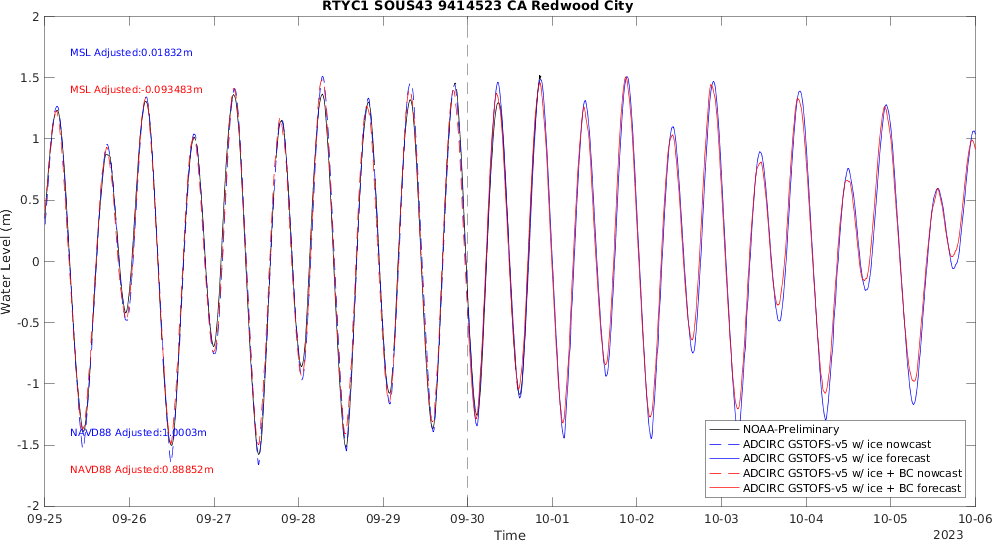 RTYC1 SOUS43 9414523 CA Redwood City
2
1.5
1
0.5
0
-0.5
-1
-1.5
-2
Water Level (m)
MSL Adjusted:0.01832m
MSL Adjusted:-0.093483m
NAVD88 Adjusted:1.0003m
NAVD88 Adjusted:0.88852m
NOAA-Preliminary
ADCIRC GSTOFS-v5 w/ ice nowcast
ADCIRC GSTOFS-v5 w/ ice forecast
ADCIRC GSTOFS-v5 w/ ice + BC nowcast
ADCIRC GSTOFS-v5 w/ ice + BC forecast
09-25 09-26 09-27 09-28 09-29 09-30 10-01 10-02 10-03 10-04 10-05 10-06
Time
2023